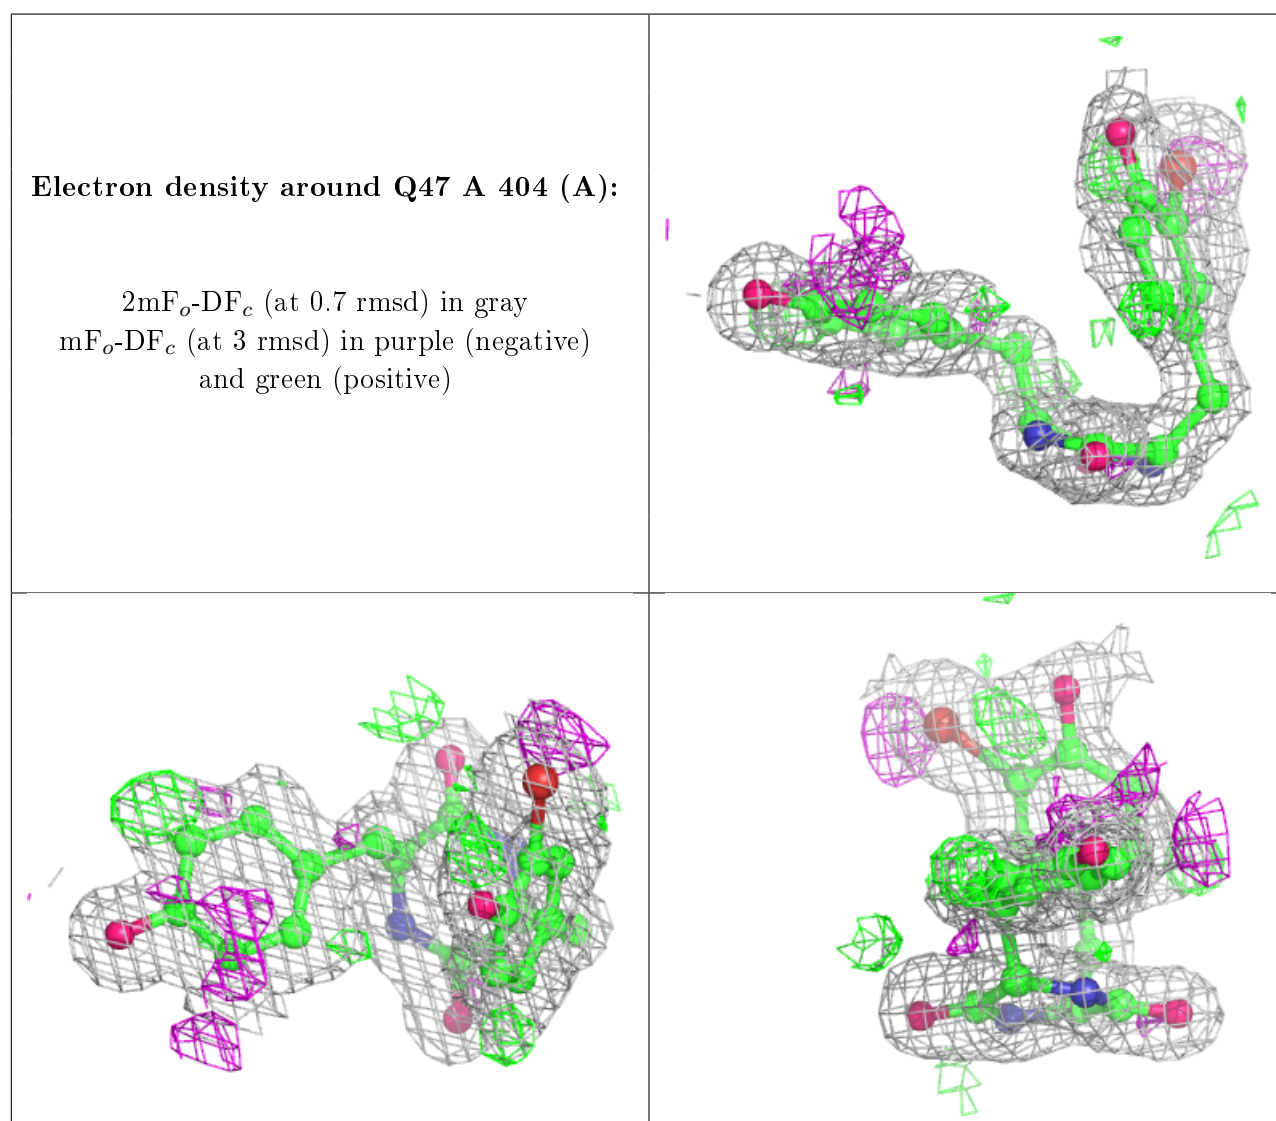 Electron density around Q47 A 404 (A):
2mFₒ-DF𝑐 (at 0.7 rmsd) in gray
mFₒ-DF𝑐 (at 3 rmsd) in purple (negative)
and green (positive)